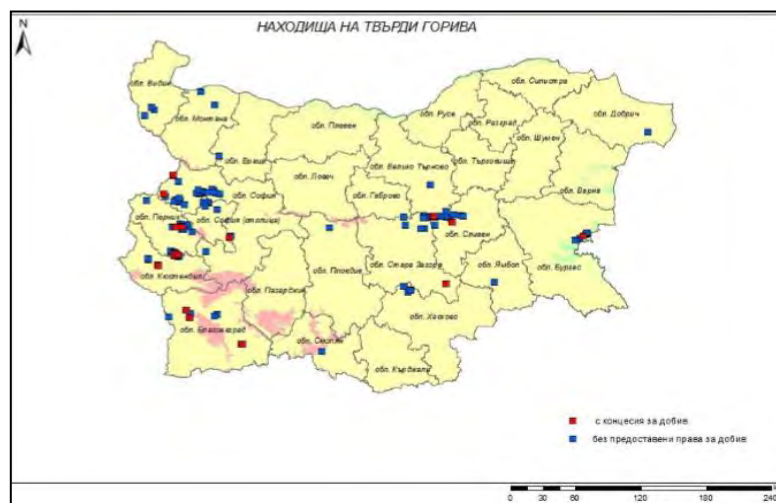 НАХОДИЩА НА ТВЪРДИ ГОРИВА
N
обл. Видин
обл. Монтана
обл. Враца
обл. Плевен
обл. Русе
обл. Силистра
обл. Разград
обл. Добрич
обл. Шумен
обл. Велико Търново
обл. Търговище
обл. Варна
обл. Ловеч
обл. Габрово
обл. София
обл. Перник
обл. София (столица)
обл. Сливен
обл. Кюстендил
обл. Пазарджик
обл. Пловдив
обл. Стара Загора
обл. Ямбол
обл. Бургас
обл. Хасково
обл. Благоевград
обл. Смолян
обл. Кърджали
с концесия за добив
без предоставени права за добив
0 30 60 120 180 240